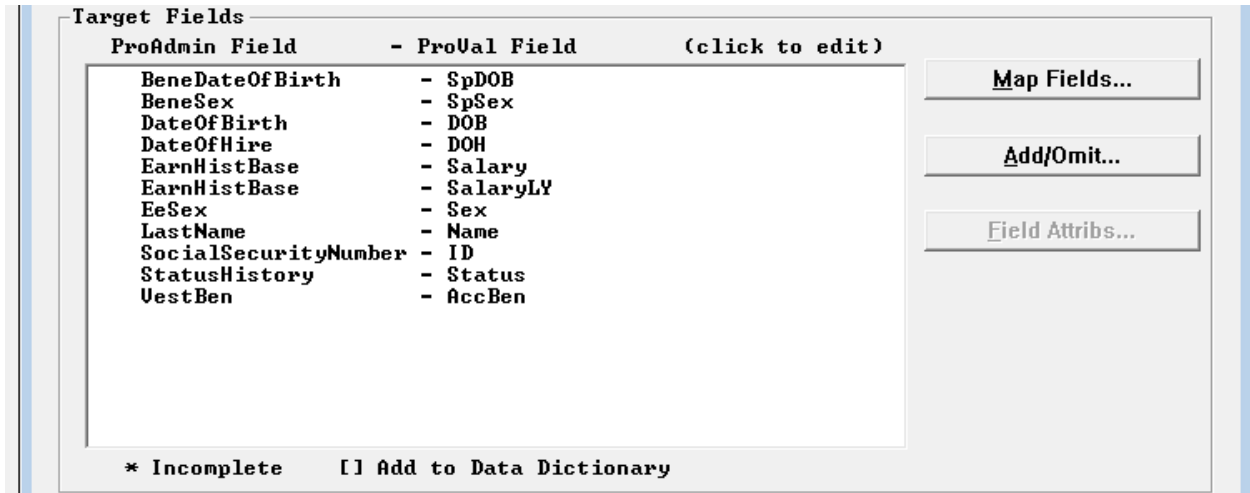 Target Fields
ProAdmin Field - ProVal Field (click to edit)
BeneDateOfBirth - SpDOB
BeneSex - SpSex
DateOfBirth - DOB
DateOfHire - DOH
EarnHistBase - Salary
EarnHistBase - SalaryLY
EeSex - Sex
LastName - Name
SocialSecurityNumber - ID
StatusHistory - Status
VestBen - AccBen
Map Fields...
Add/Omit...
Field Attribs...
* Incomplete [] Add to Data Dictionary